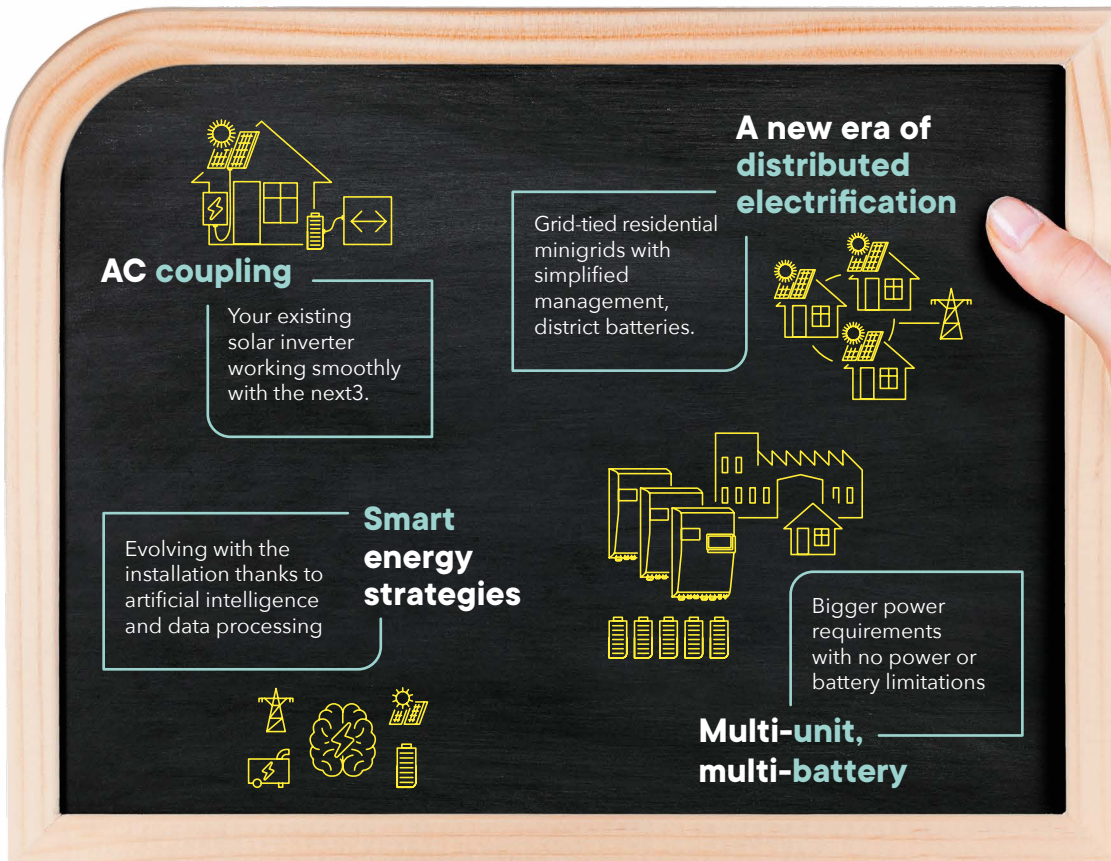 AC coupling
Your existing
solar inverter
working smoothly
with the next3.
A new era of
distributed
electrification
Grid-tied residential
minigrids with
simplified
management,
district batteries.
Smart
energy
strategies
Evolving with the
installation thanks to
artificial intelligence
and data processing
Bigger power
requirements
with no power or
battery limitations
Multi-unit,
multi-battery